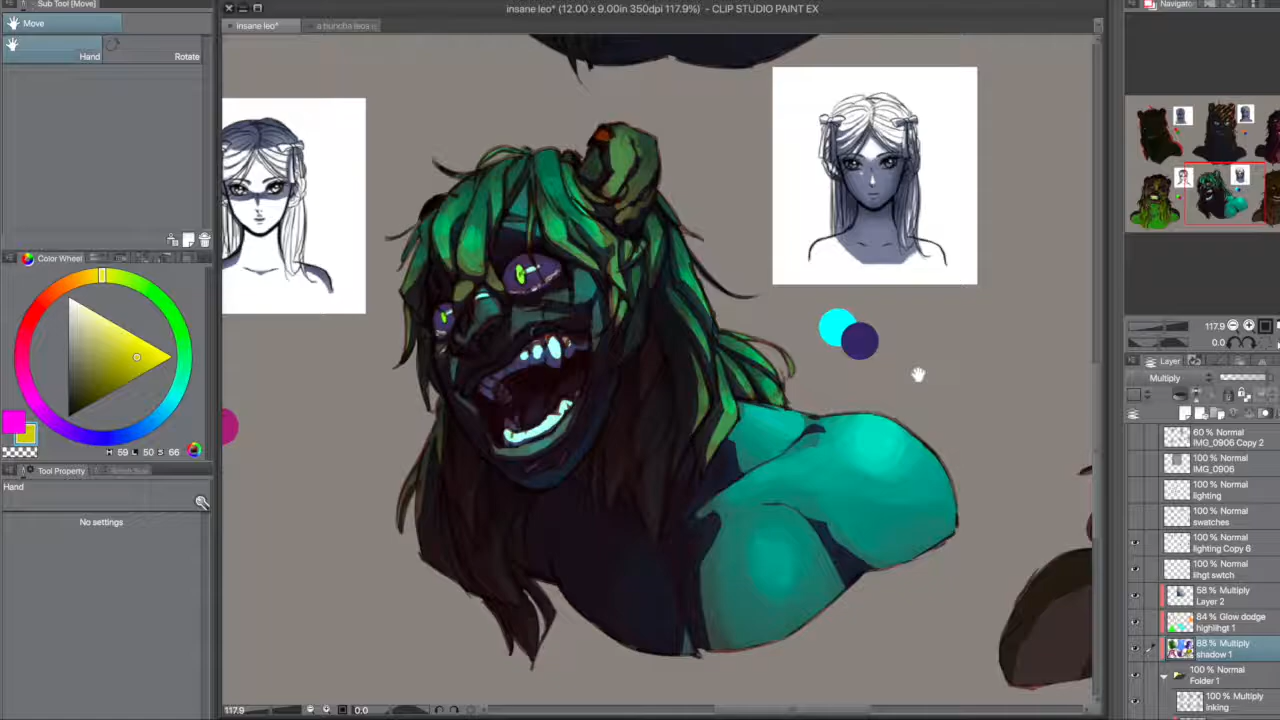 Sub Tool [Move]
insane leo* (12.00 x 9.00in 350dpi 117.9%) - CLIP STUDIO PAINT EX
Navigator
Move
insane leo*
a buncha leos
Hand
Rotate
Color Wheel
H 59 L 50 S 66
Tool Property
Hand
No settings
117.9
0:0
117.9
0.0
Layer
Multiply
60 % Normal
IMG_0906 Copy 2
60 % Normal
IMG_0906
100 % Normal
lighting
100 % Normal
swatches
100 % Normal
lighting Copy 6
100 % Normal
lihgt swtch
58 % Multiply
Layer 2
84 % Glow dodge
highlihgt 1
88 % Multiply
shadow 1
100 % Normal
Folder 1
100 % Multiply
inking